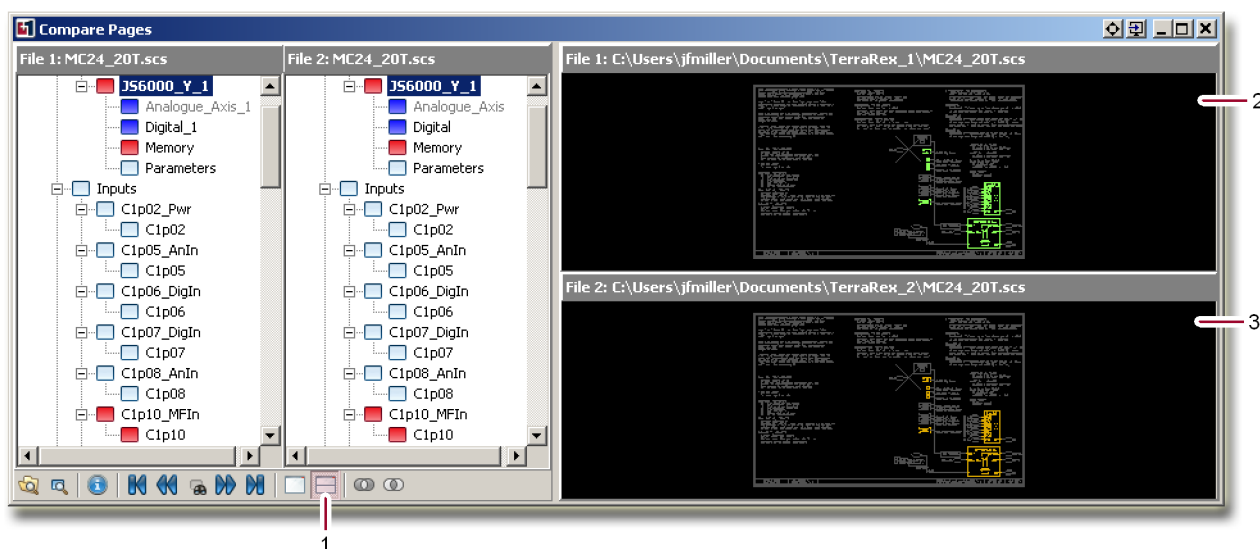 Compare Pages
File 1: MC24_20T.scs
JS6000_Y_1
Analogue_Axis_1
Digital_1
Memory
Parameters
Inputs
C1p02_Pwr
C1p02
C1p05_AnIn
C1p05
C1p06_DigIn
C1p06
C1p07_DigIn
C1p07
C1p08_AnIn
C1p08
C1p10_MFIn
C1p10
File 2: MC24_20T.scs
JS6000_Y_1
Analogue_Axis
Digital
Memory
Parameters
Inputs
C1p02_Pwr
C1p02
C1p05_AnIn
C1p05
C1p06_DigIn
C1p06
C1p07_DigIn
C1p07
C1p08_AnIn
C1p08
C1p10_MFIn
C1p10
File 1: C:\Users\jfmiller\Documents\TerraRex_1\MC24_20T.scs
2
File 2: C:\Users\jfmiller\Documents\TerraRex_2\MC24_20T.scs
3
1